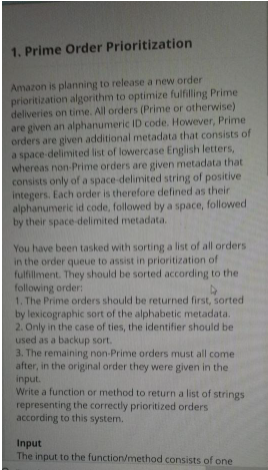 1. Prime Order Prioritization
Amazon is planning to release a new order
prioritization algorithm to optimize fulfilling Prime
deliveries on time. All orders (Prime or otherwise)
are given an alphanumeric ID code. However, Prime
orders are given additional metadata that consists of
a space-delimited list of lowercase English letters,
whereas non-Prime orders are given metadata that
consists only of a space-delimited string of positive
integers. Each order is therefore defined as their
alphanumeric id code, followed by a space, followed
by their space-delimited metadata.
You have been tasked with sorting a list of all orders
in the order queue to assist in prioritization of
fulfillment. They should be sorted according to the
following order:
1. The Prime orders should be returned first, sorted
by lexicographic sort of the alphabetic metadata.
2. Only in the case of ties, the identifier should be
used as a backup sort.
3. The remaining non-Prime orders must all come
after, in the original order they were given in the
input.
Write a function or method to return a list of strings
representing the correctly prioritized orders
according to this system.
Input
The input to the function/method consists of one